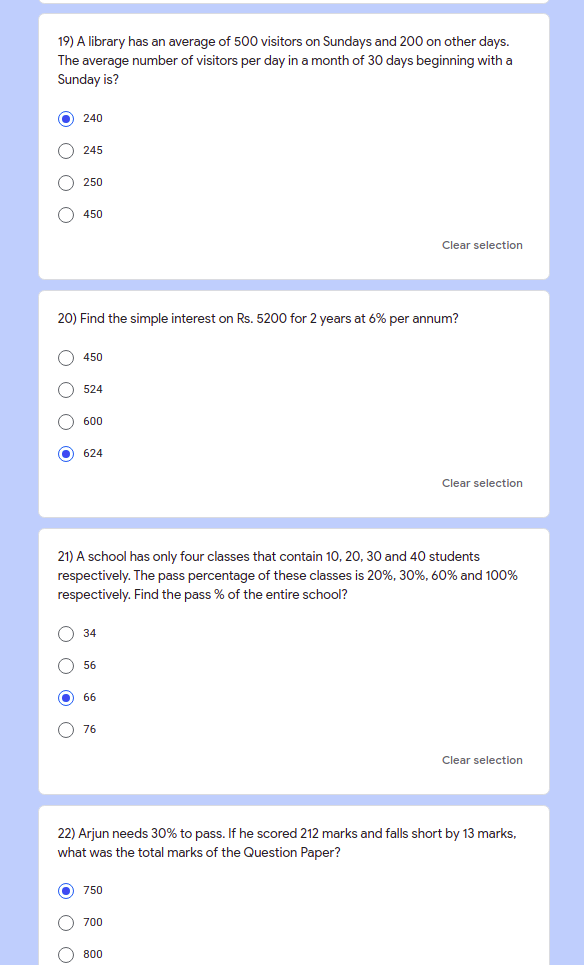 19) A library has an average of 500 visitors on Sundays and 200 on other days.
The average number of visitors per day in a month of 30 days beginning with a
Sunday is?
240
245
250
450
Clear selection
20) Find the simple interest on Rs. 5200 for 2 years at 6% per annum?
450
524
600
624
Clear selection
21) A school has only four classes that contain 10, 20, 30 and 40 students
respectively. The pass percentage of these classes is 20%, 30%, 60% and 100%
respectively. Find the pass % of the entire school?
34
56
66
76
Clear selection
22) Arjun needs 30% to pass. If he scored 212 marks and falls short by 13 marks,
what was the total marks of the Question Paper?
750
700
800